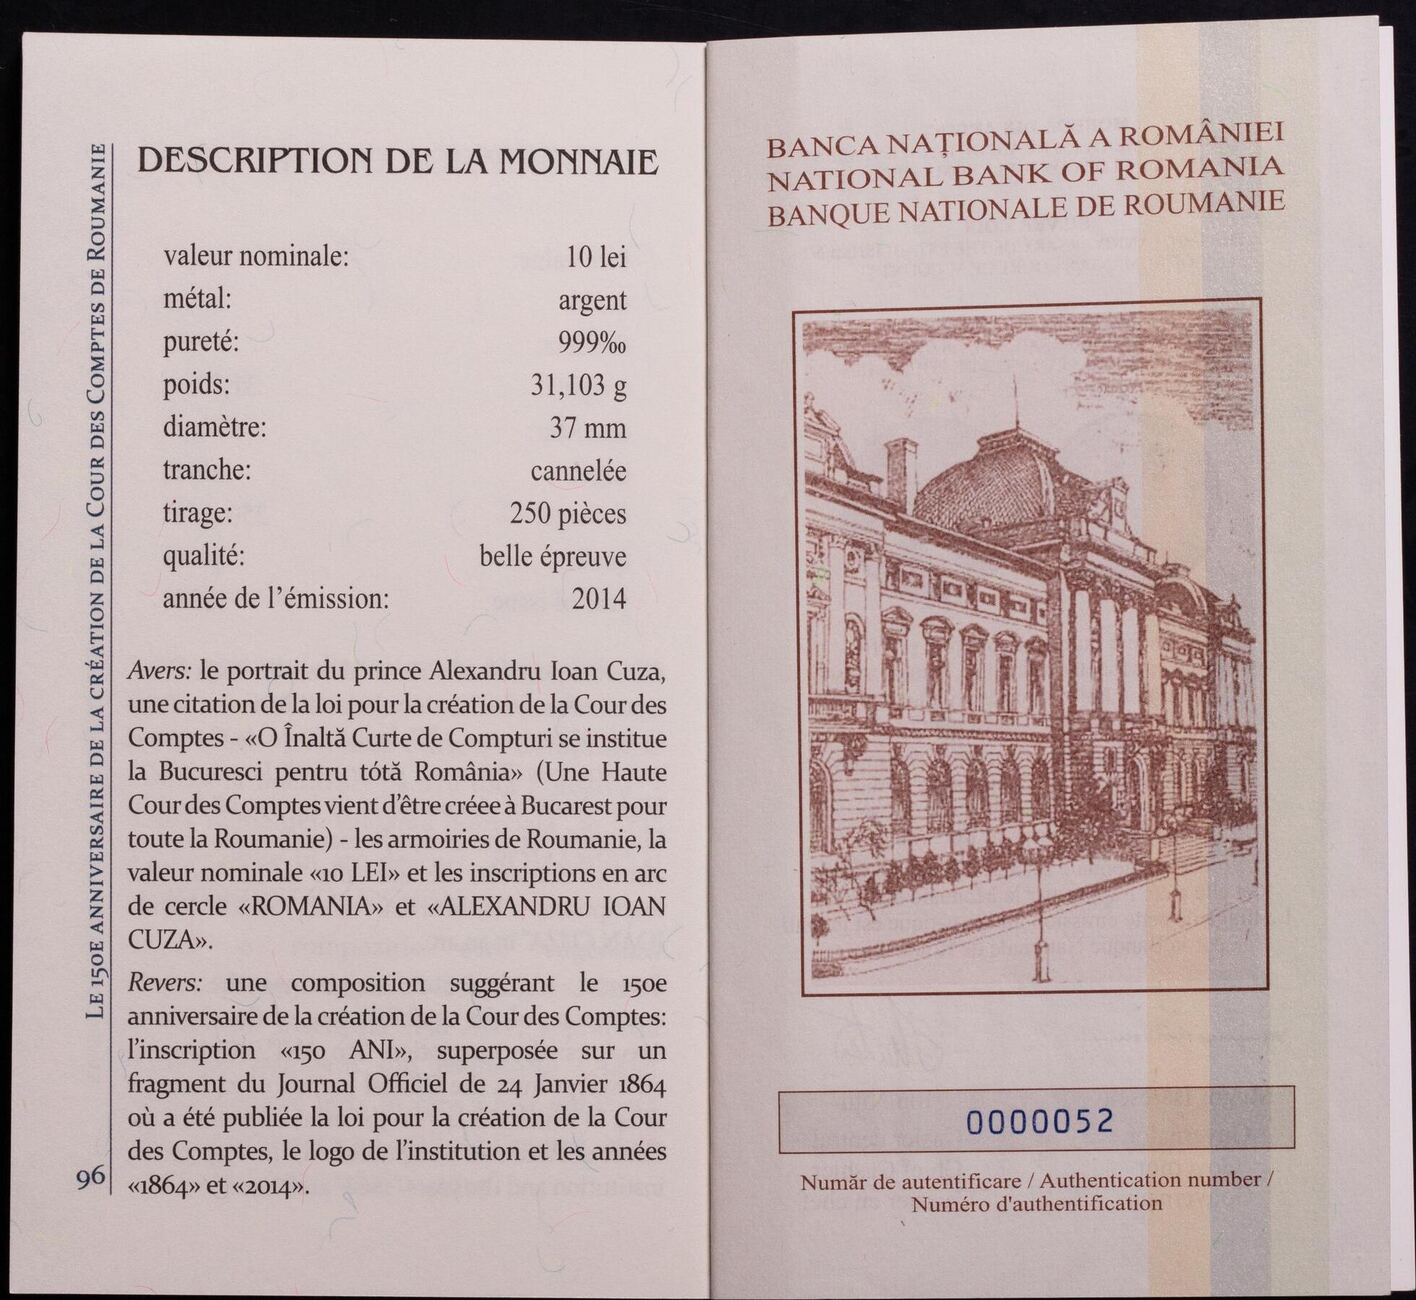 LE 150E ANNIVERSAIRE DE LA CRÉATION DE LA COUR DES COMPTES DE ROUMANIE
DESCRIPTION DE LA MONNAIE
valeur nominale: 10 lei
métal: argent
pureté: 999‰
poids: 31,103 g
diamètre: 37 mm
tranche: cannelée
tirage: 250 pièces
qualité: belle épreuve
année de l'émission: 2014
Avers: le portrait du prince Alexandru Ioan Cuza,
une citation de la loi pour la création de la Cour des
Comptes - «O Înaltă Curte de Compturi se institue
la Bucuresci pentru tótă România» (Une Haute
Cour des Comptes vient d'être créee à Bucarest pour
toute la Roumanie) - les armoiries de Roumanie, la
valeur nominale «10 LEI» et les inscriptions en arc
de cercle «ROMANIA» et «ALEXANDRU IOAN
CUZA».
Revers: une composition suggérant le 150e
anniversaire de la création de la Cour des Comptes:
l'inscription «150 ANI», superposée sur un
fragment du Journal Officiel de 24 Janvier 1864
où a été publiée la loi pour la création de la Cour
des Comptes, le logo de l'institution et les années
«1864» et «2014».
96
BANCA NAȚIONALĂ A ROMÂNIEI
NATIONAL BANK OF ROMANIA
BANQUE NATIONALE DE ROUMANIE
0000052
Număr de autentificare / Authentication number /
Numéro d'authentification